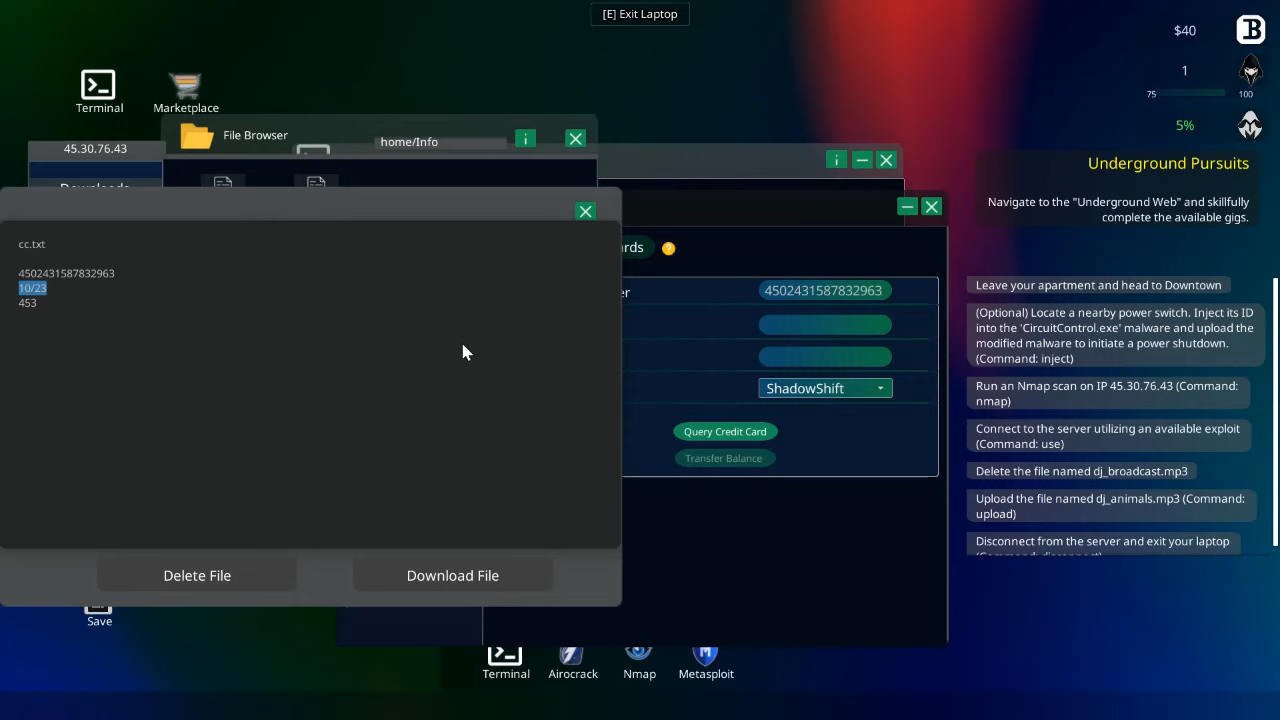 [E] Exit Laptop
$40
1
75
100
5%
Terminal
Marketplace
File Browser
home/Info
i
45.30.76.43
Downloads
i
Underground Pursuits
Navigate to the "Underground Web" and skillfully
complete the available gigs.
cc.txt
4502431587832963
10/23
453
rds
?
er
4502431587832963
ShadowShift
Query Credit Card
Transfer Balance
Leave your apartment and head to Downtown
(Optional) Locate a nearby power switch. Inject its ID
into the 'CircuitControl.exe' malware and upload the
modified malware to initiate a power shutdown.
(Command: inject)
Run an Nmap scan on IP 45.30.76.43 (Command:
nmap)
Connect to the server utilizing an available exploit
(Command: use)
Delete the file named dj_broadcast.mp3
Upload the file named dj_animals.mp3 (Command:
upload)
Disconnect from the server and exit your laptop
(Command: disconnect)
Delete File
Download File
Save
Terminal
Airocrack
Nmap
Metasploit